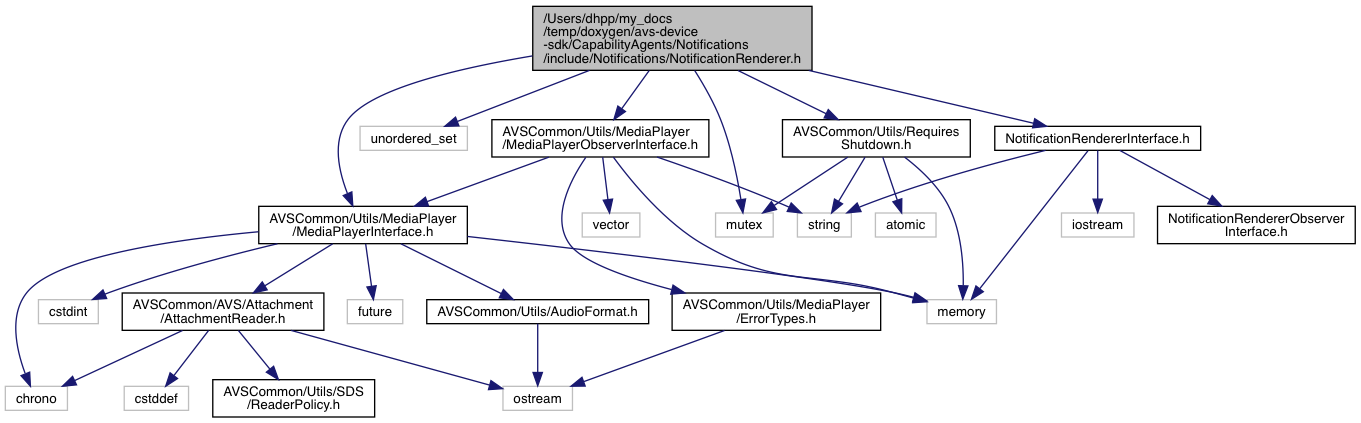 /Users/dhpp/my_docs
/temp/doxygen/avs-device
-sdk/CapabilityAgents/Notifications
/include/Notifications/NotificationRenderer.h
unordered_set
AVSCommon/Utils/MediaPlayer
/MediaPlayerObserverInterface.h
AVSCommon/Utils/Requires
Shutdown.h
NotificationRendererInterface.h
AVSCommon/Utils/MediaPlayer
/MediaPlayerInterface.h
vector
mutex
string
atomic
iostream
NotificationRendererObserver
Interface.h
cstdint
AVSCommon/AVS/Attachment
/AttachmentReader.h
future
AVSCommon/Utils/AudioFormat.h
AVSCommon/Utils/MediaPlayer
/ErrorTypes.h
memory
chrono
cstddef
AVSCommon/Utils/SDS
/ReaderPolicy.h
ostream